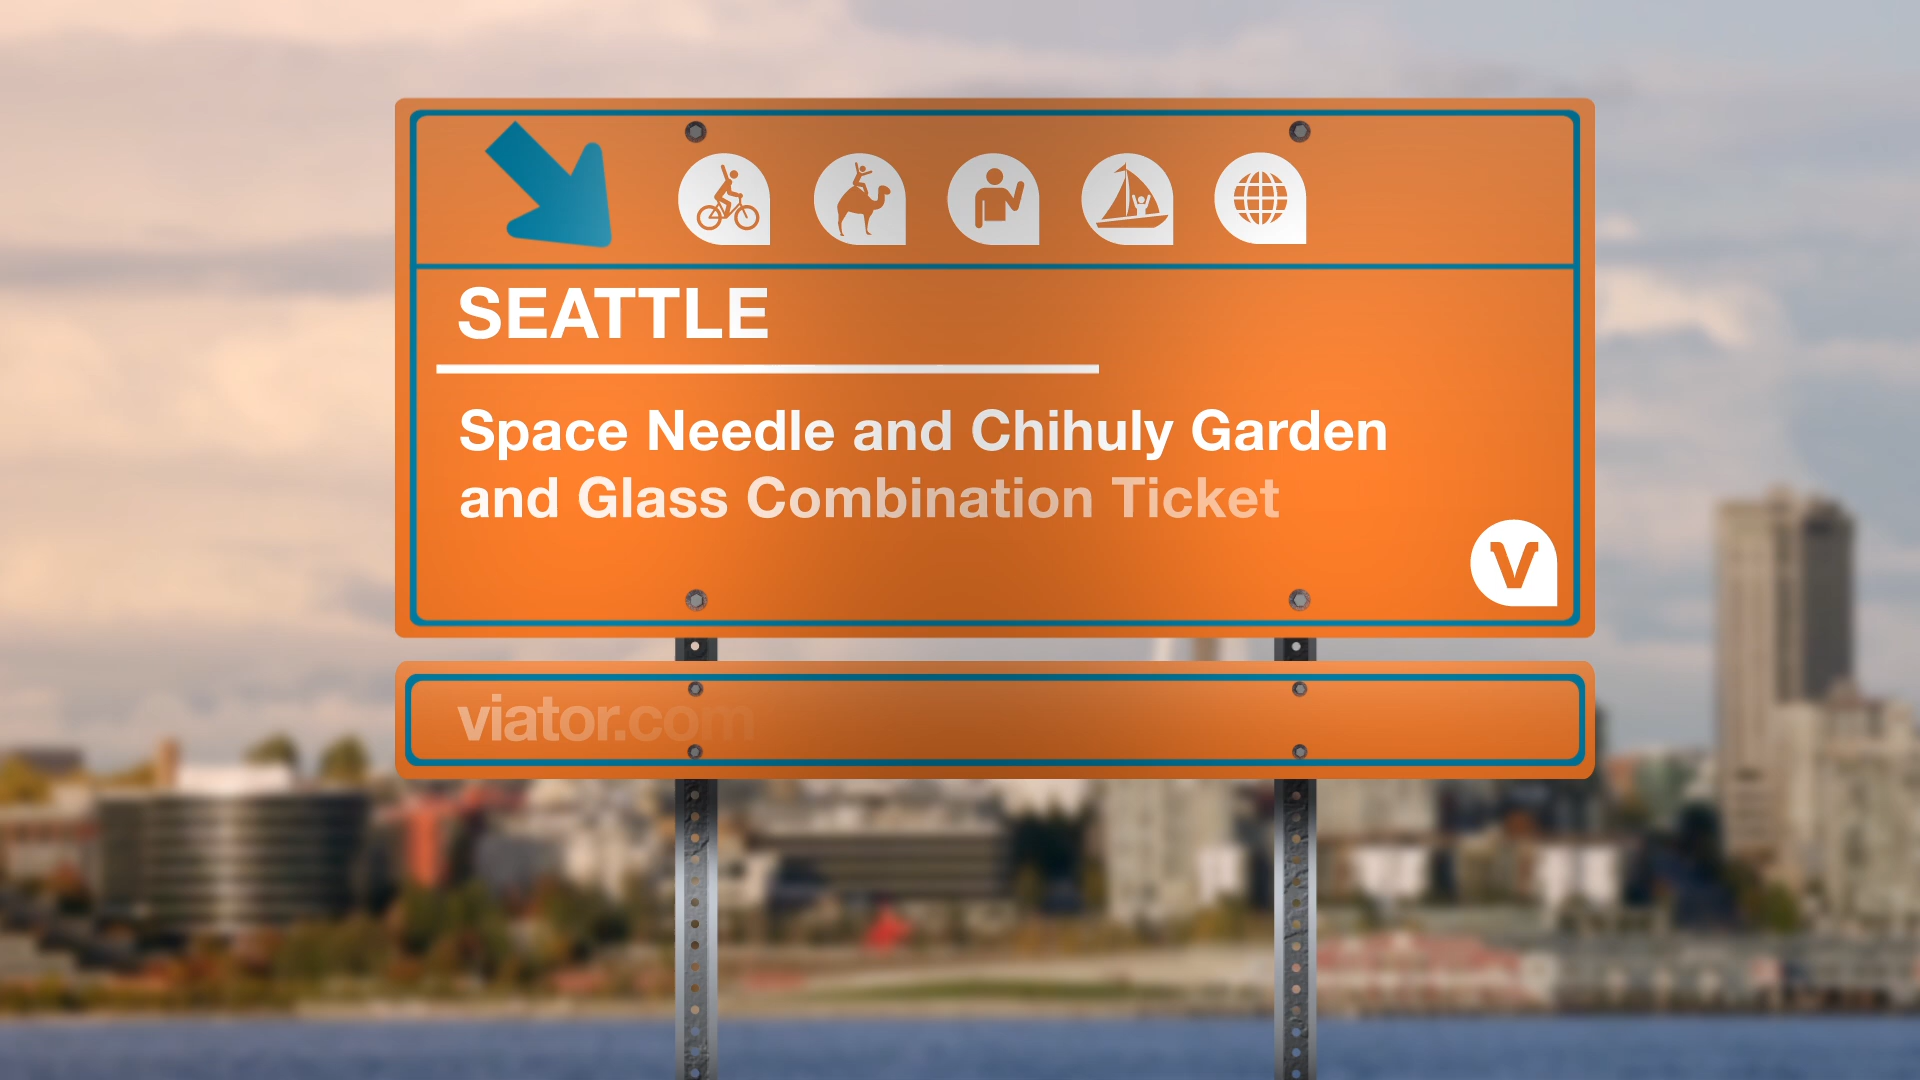 SEATTLE
Space Needle and Chihuly Garden
and Glass Combination Ticket
V
viator.com